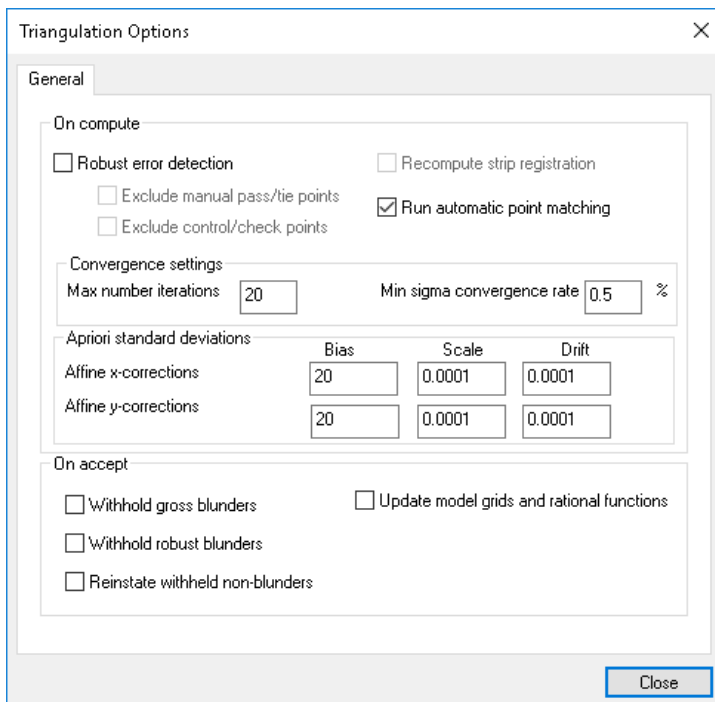 Triangulation Options
General
On compute
Robust error detection
Recompute strip registration
Exclude manual pass/tie points
Run automatic point matching
Exclude control/check points
Convergence settings
Max number iterations 20 Min sigma convergence rate 0.5 %
Apriori standard deviations
Bias Scale Drift
Affine x-corrections 20 0.0001 0.0001
Affine y-corrections 20 0.0001 0.0001
On accept
Withhold gross blunders
Update model grids and rational functions
Withhold robust blunders
Reinstate withheld non-blunders
Close